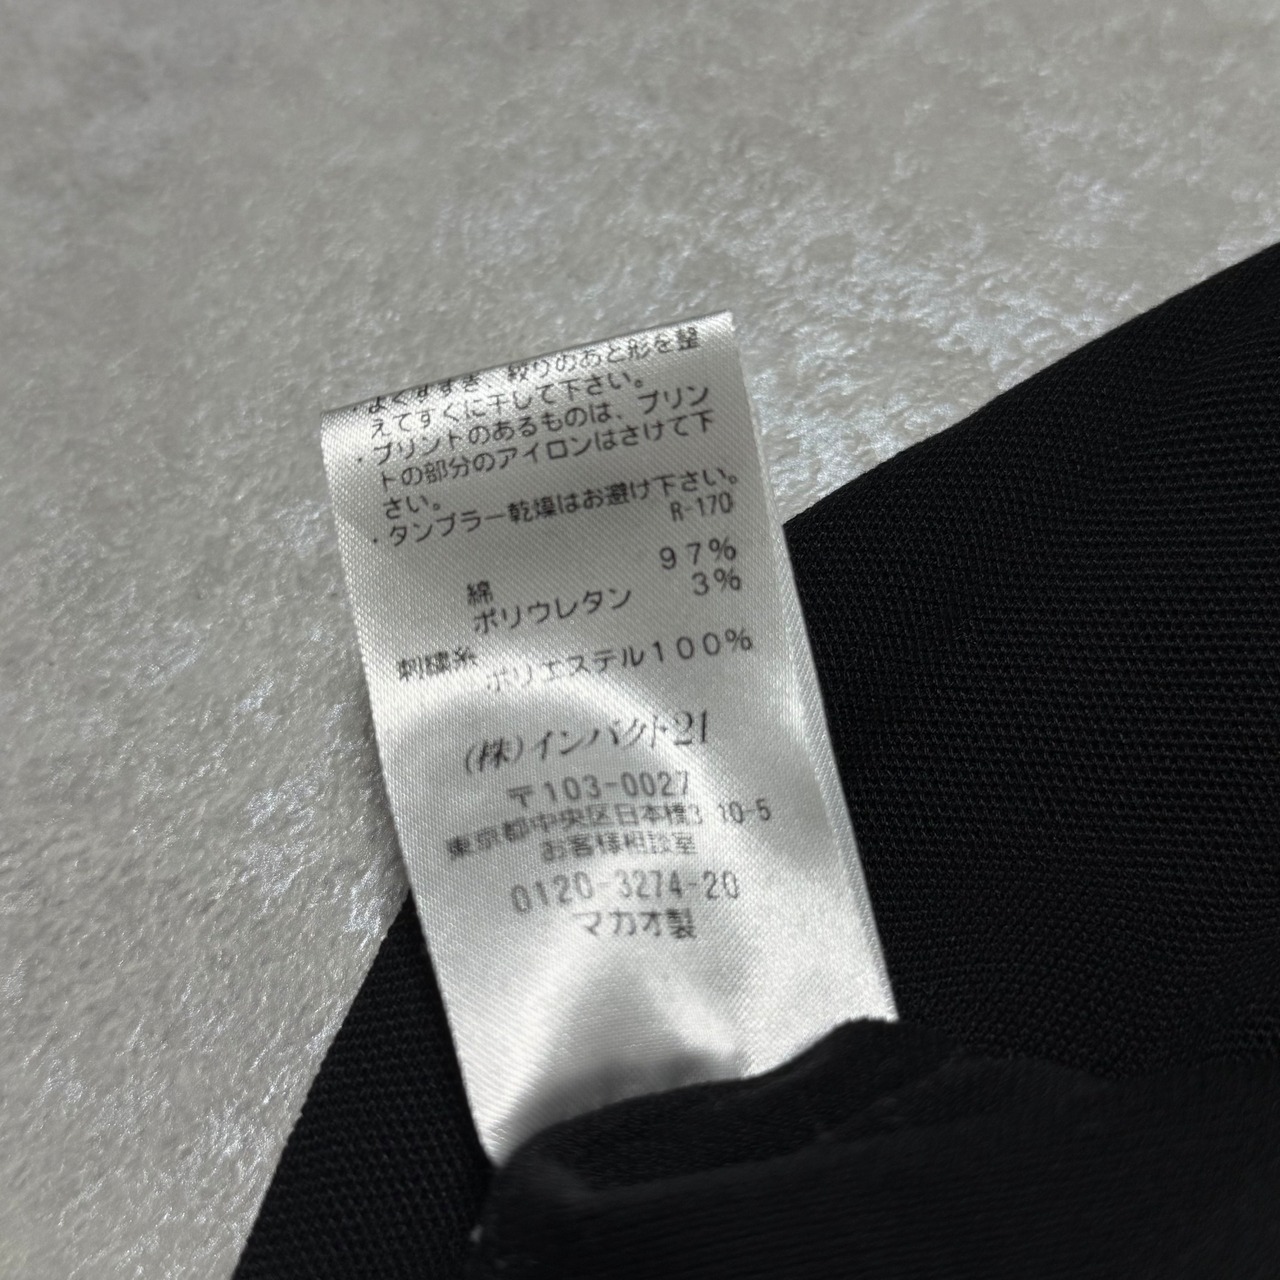 ・よくすすぎ、絞りのあと形を整
えてすぐに干して下さい。
・プリントのあるものは、プリン
トの部分のアイロンはさけて下
さい。
・タンブラー乾燥はお避け下さい。
R-170
綿 97%
ポリウレタン 3%
刺繍糸
ポリエステル100%
(株)インパクト21
〒103-0027
東京都中央区日本橋3-10-5
お客様相談室
0120-3274-20
マカオ製